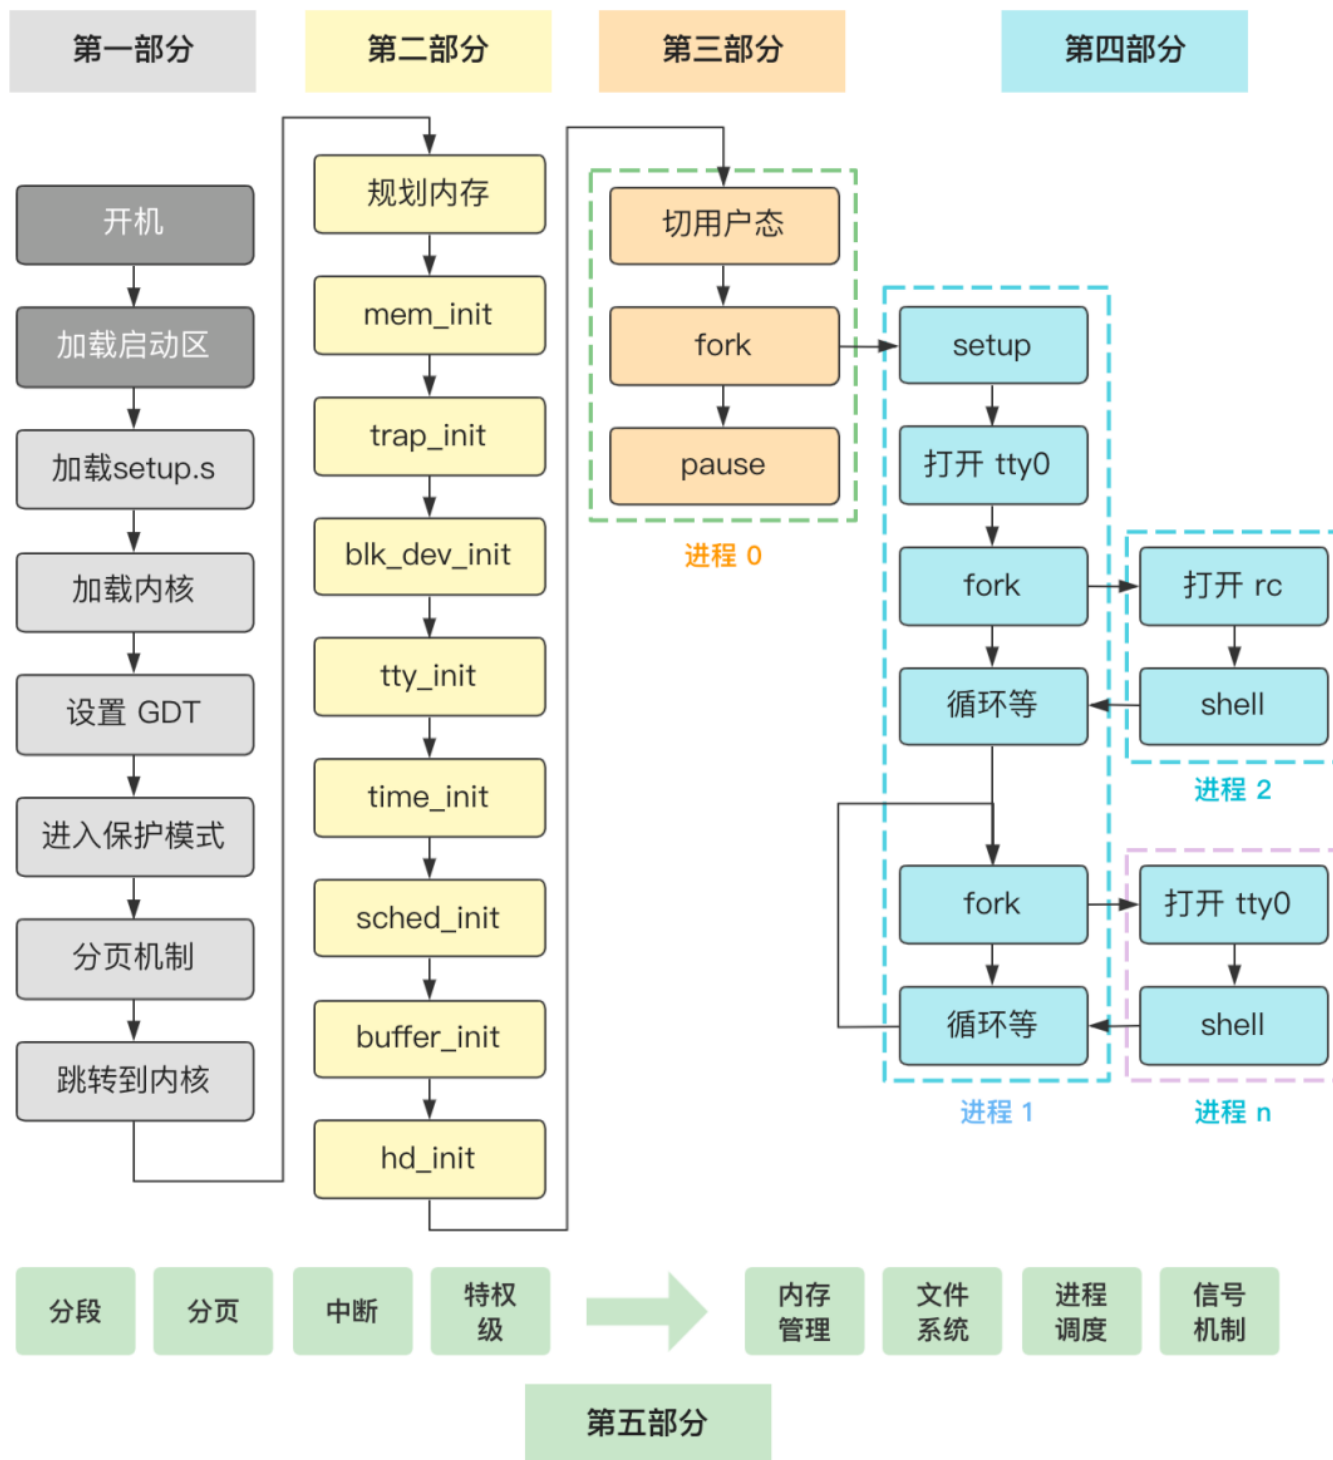 第一部分
第二部分
第三部分
第四部分
开机
加载启动区
加载setup.s
加载内核
设置 GDT
进入保护模式
分页机制
跳转到内核
规划内存
mem_init
trap_init
blk_dev_init
tty_init
time_init
sched_init
buffer_init
hd_init
切用户态
fork
pause
进程 0
setup
打开 tty0
fork
循环等
fork
循环等
进程 1
打开 rc
shell
进程 2
打开 tty0
shell
进程 n
分段
分页
中断
特权
级
内存
管理
文件
系统
进程
调度
信号
机制
第五部分